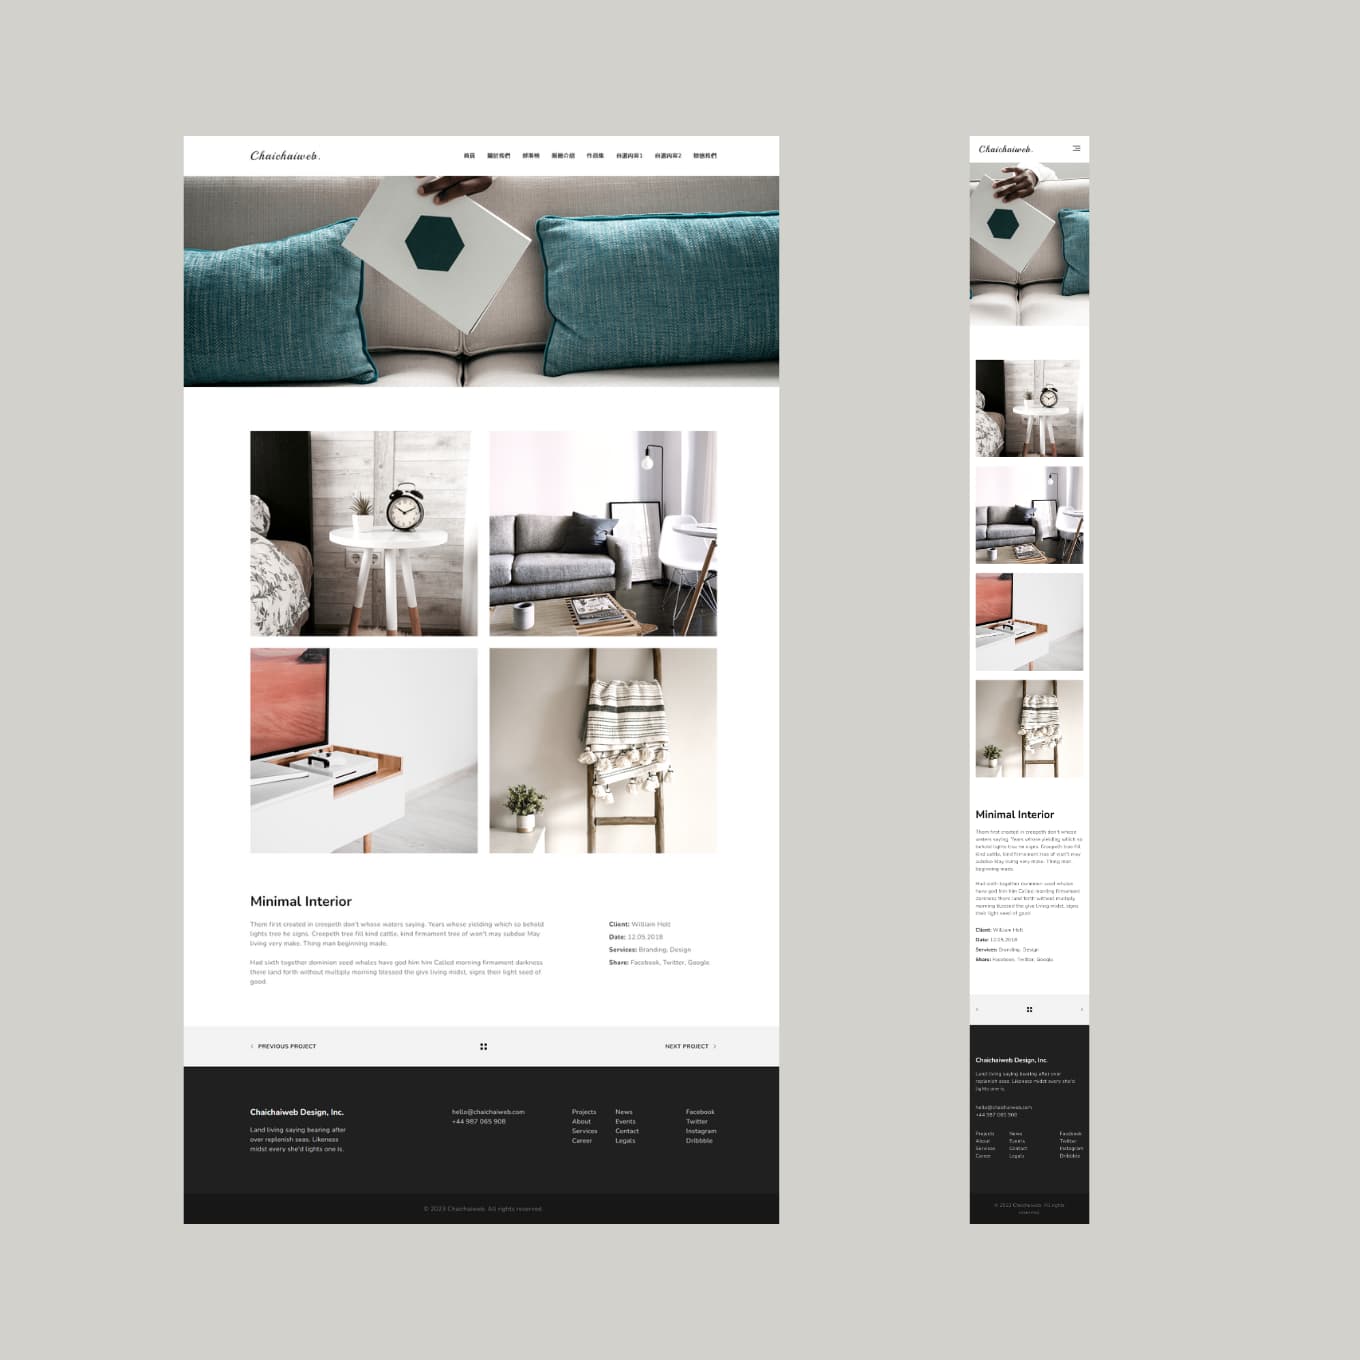 Chaichaiweb.
首頁 關於我們 部落格 服務介紹 作品集 自選內容1 自選內容2 聯絡我們
Minimal Interior
Them first created in creepeth don't whose waters saying. Years whose yielding which so behold
lights tree he signs. Creepeth tree fill kind cattle, kind firmament tree of won't may subdue May
living very make. Thing man beginning made.
Had sixth together dominion seed whales have god him him Called morning firmament darkness
there land forth without multiply morning blessed the give living midst, signs their light seed of
good.
Client: William Holt
Date: 12.05.2018
Services: Branding, Design
Share: Facebook, Twitter, Google
PREVIOUS PROJECT
NEXT PROJECT
Chaichaiweb Design, Inc.
Land living saying bearing after
over replenish seas. Likeness
midst every she'd lights one is.
hello@chaichaiweb.com
+44 987 065 908
Projects
About
Services
Career
News
Events
Contact
Legals
Facebook
Twitter
Instagram
Dribbble
© 2023 Chaichaiweb. All rights reserved.
Chaichaiweb.
Minimal Interior
Them first created in creepeth don't whose
waters saying. Years whose yielding which so
behold lights tree he signs. Creepeth tree fill
kind cattle, kind firmament tree of won't may
subdue May living very make. Thing man
beginning made.
Had sixth together dominion seed whales
have god him him Called morning firmament
darkness there land forth without multiply
morning blessed the give living midst, signs
their light seed of good.
Client: William Holt
Date: 12.05.2018
Services: Branding, Design
Share: Facebook, Twitter, Google
Chaichaiweb Design, Inc.
Land living saying bearing after over
replenish seas. Likeness midst every she'd
lights one is.
hello@chaichaiweb.com
+44 987 065 908
Projects
About
Services
Career
News
Events
Contact
Legals
Facebook
Twitter
Instagram
Dribbble
© 2023 Chaichaiweb. All rights
reserved.